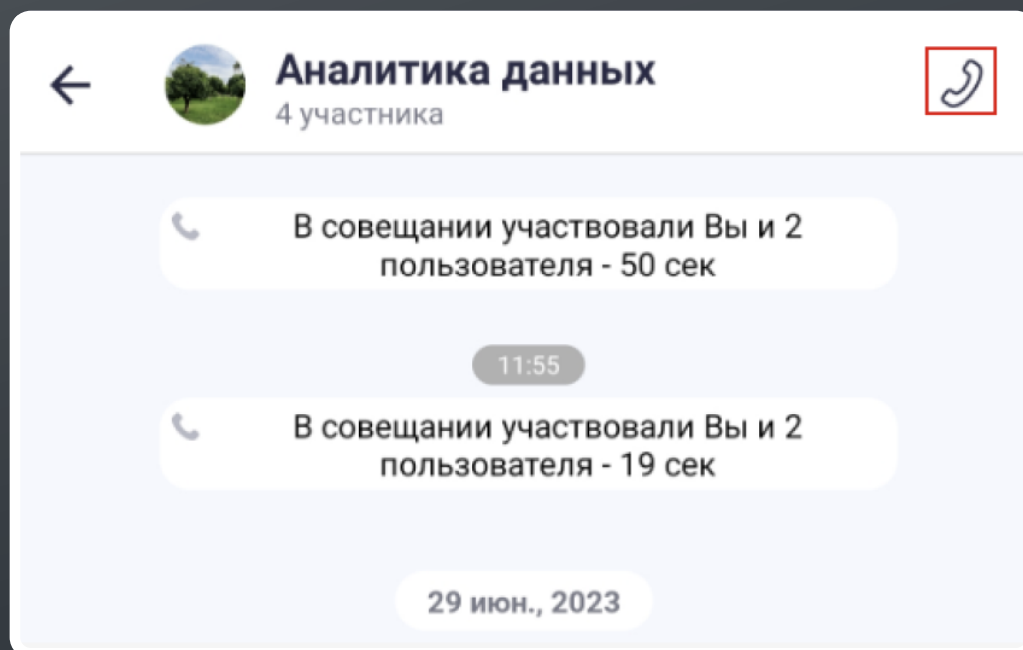 Аналитика данных
4 участника
В совещании участвовали Вы и 2
пользователя - 50 сек
11:55
В совещании участвовали Вы и 2
пользователя - 19 сек
29 июн., 2023